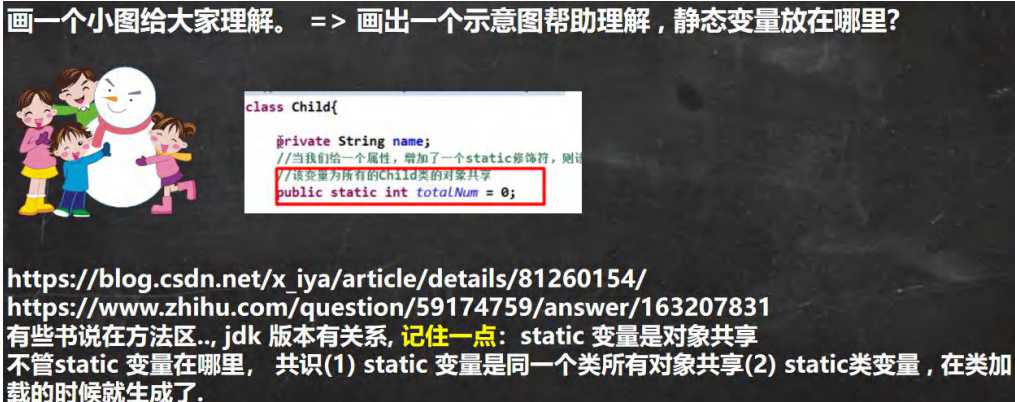 画一个小图给大家理解。 => 画出一个示意图帮助理解，静态变量放在哪里?
class Child{
private String name;
//当我们给一个属性，增加了一个static修饰符，则该
//该变量为所有的Child类的对象共享
public static int totalNum = 0;
https://blog.csdn.net/x_iya/article/details/81260154/
https://www.zhihu.com/question/59174759/answer/163207831
有些书说在方法区.., jdk 版本有关系, 记住一点：static 变量是对象共享
不管static 变量在哪里， 共识(1) static 变量是同一个类所有对象共享(2) static类变量，在类加
载的时候就生成了.